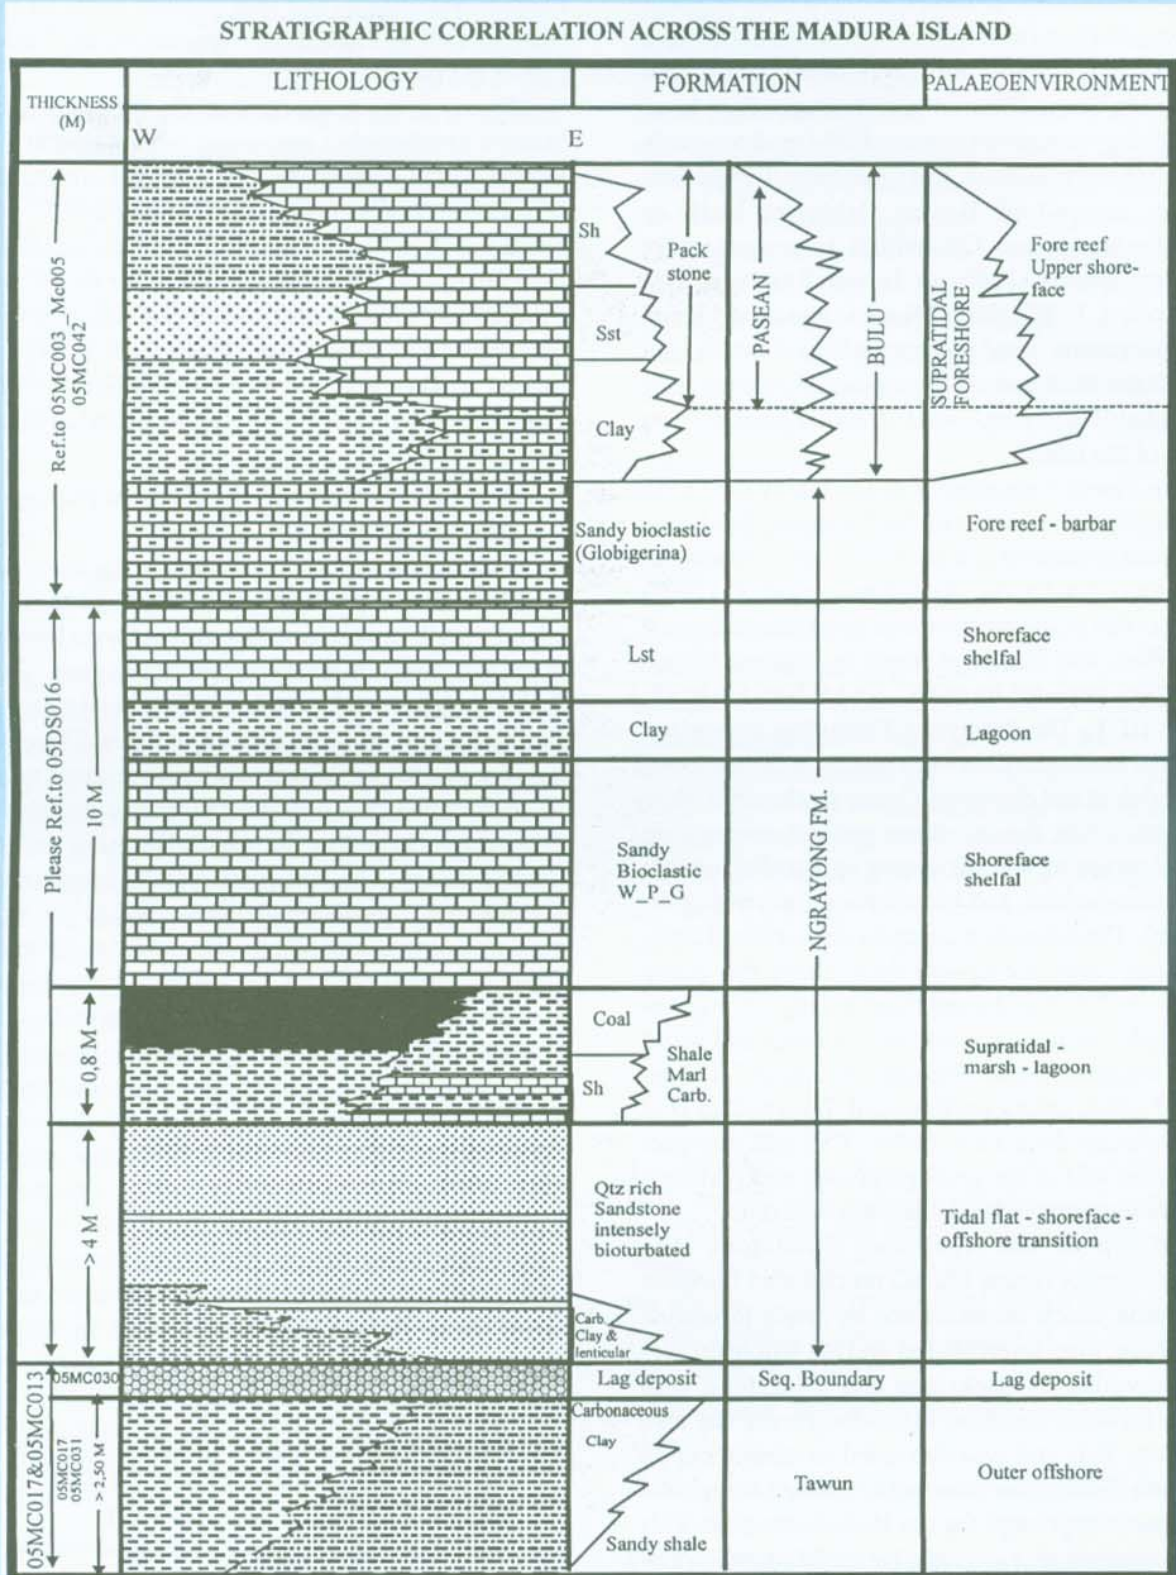 STRATIGRAPHIC CORRELATION ACROSS THE MADURA ISLAND
THICKNESS
(M)
LITHOLOGY
FORMATION
PALAEOENVIRONMENT
W
E
Ref.to 05MC003_Mc005
05MC042
Sh
Pack
stone
Sst
Clay
PASEAN
BULU
SUPRATIDAL
FORESHORE
Fore reef
Upper shore-
face
Sandy bioclastic
(Globigerina)
Fore reef - barbar
Please Ref.to 05DS016
10 M
Lst
Shoreface
shelfal
Clay
Lagoon
Sandy
Bioclastic
W_P_G
NGRAYONG FM.
Shoreface
shelfal
0,8 M
Coal
Sh
Shale
Marl
Carb.
Supratidal -
marsh - lagoon
> 4 M
Qtz rich
Sandstone
intensely
bioturbated
Tidal flat - shoreface -
offshore transition
Carb.
Clay &
lenticular
05MC017&05MC013
05MC030
Lag deposit
Seq. Boundary
Lag deposit
05MC017
05MC031
> 2,50 M
Carbonaceous
Clay
Sandy shale
Tawun
Outer offshore